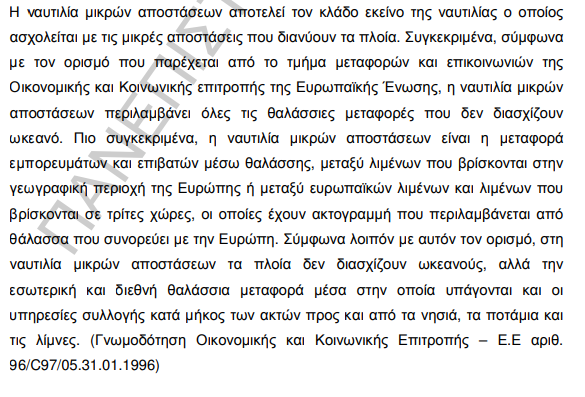 Η ναυτιλία μικρών αποστάσεων αποτελεί τον κλάδο εκείνο της ναυτιλίας ο οποίος
ασχολείται με τις μικρές αποστάσεις που διανύουν τα πλοία. Συγκεκριμένα, σύμφωνα
με τον ορισμό που παρέχεται από το τμήμα μεταφορών και επικοινωνιών της
Οικονομικής και Κοινωνικής επιτροπής της Ευρωπαϊκής Ένωσης, η ναυτιλία μικρών
αποστάσεων περιλαμβάνει όλες τις θαλάσσιες μεταφορές που δεν διασχίζουν
ωκεανό. Πιο συγκεκριμένα, η ναυτιλία μικρών αποστάσεων είναι η μεταφορά
εμπορευμάτων και επιβατών μέσω θαλάσσης, μεταξύ λιμένων που βρίσκονται στην
γεωγραφική περιοχή της Ευρώπης ή μεταξύ ευρωπαϊκών λιμένων και λιμένων που
βρίσκονται σε τρίτες χώρες, οι οποίες έχουν ακτογραμμή που περιλαμβάνεται από
θάλασσα που συνορεύει με την Ευρώπη. Σύμφωνα λοιπόν με αυτόν τον ορισμό, στη
ναυτιλία μικρών αποστάσεων τα πλοία δεν διασχίζουν ωκεανούς, αλλά την
εσωτερική και διεθνή θαλάσσια μεταφορά μέσα στην οποία υπάγονται και οι
υπηρεσίες συλλογής κατά μήκος των ακτών προς και από τα νησιά, τα ποτάμια και
τις λίμνες. (Γνωμοδότηση Οικονομικής και Κοινωνικής Επιτροπής – Ε.Ε αριθ.
96/C97/05.31.01.1996)
ΠΑΝΕΠΙΣΤ